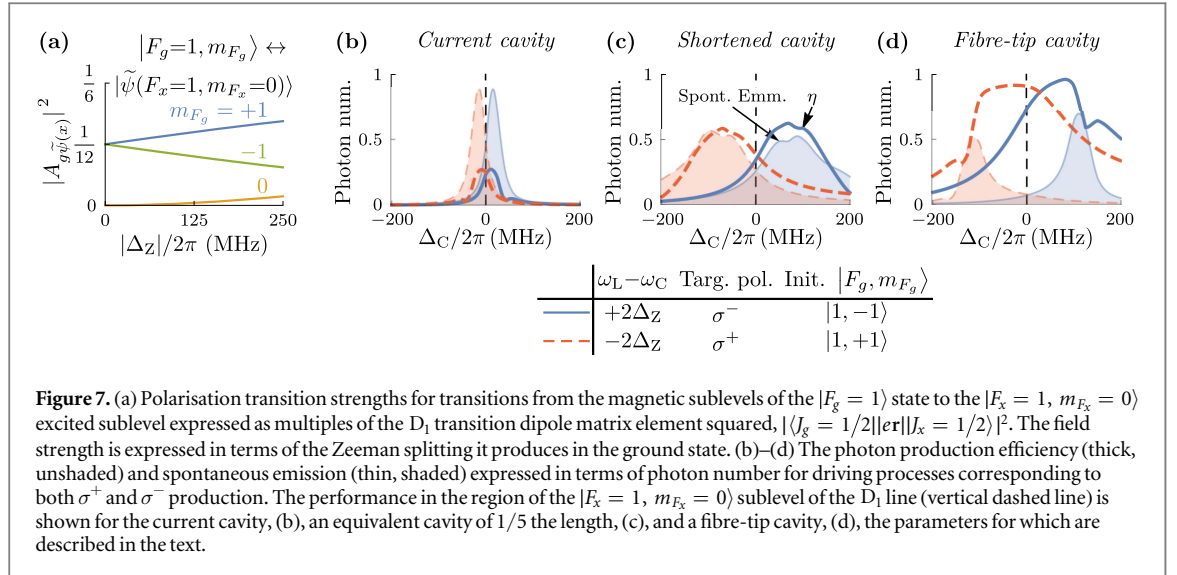 (a)
|F_g=1, m_{F_g}⟩ ↔
|ψ̃(F_x=1, m_{F_x}=0)⟩
|A_{gψ̃(x)}|²
1/6
1/12
0
m_{F_g} = +1
−1
0
0 125 250
|Δ_Z|/2π (MHz)
(b) Current cavity
Photon num.
1
0.5
0
−200 0 200
Δ_C/2π (MHz)
(c) Shortened cavity
Photon num.
Spont. Emm.
η
1
0.5
0
−200 0 200
Δ_C/2π (MHz)
(d) Fibre-tip cavity
Photon num.
1
0.5
0
−200 0 200
Δ_C/2π (MHz)
ω_L−ω_C Targ. pol. Init. |F_g, m_{F_g}⟩
+2Δ_Z σ⁻ |1, −1⟩
−2Δ_Z σ⁺ |1, +1⟩
Figure 7. (a) Polarisation transition strengths for transitions from the magnetic sublevels of the |F_g = 1⟩ state to the |F_x = 1, m_{F_x} = 0⟩
excited sublevel expressed as multiples of the D₁ transition dipole matrix element squared, |⟨J_g = 1/2||er||J_x = 1/2⟩|². The field
strength is expressed in terms of the Zeeman splitting it produces in the ground state. (b)–(d) The photon production efficiency (thick,
unshaded) and spontaneous emission (thin, shaded) expressed in terms of photon number for driving processes corresponding to
both σ⁺ and σ⁻ production. The performance in the region of the |F_x = 1, m_{F_x} = 0⟩ sublevel of the D₁ line (vertical dashed line) is
shown for the current cavity, (b), an equivalent cavity of 1/5 the length, (c), and a fibre-tip cavity, (d), the parameters for which are
described in the text.